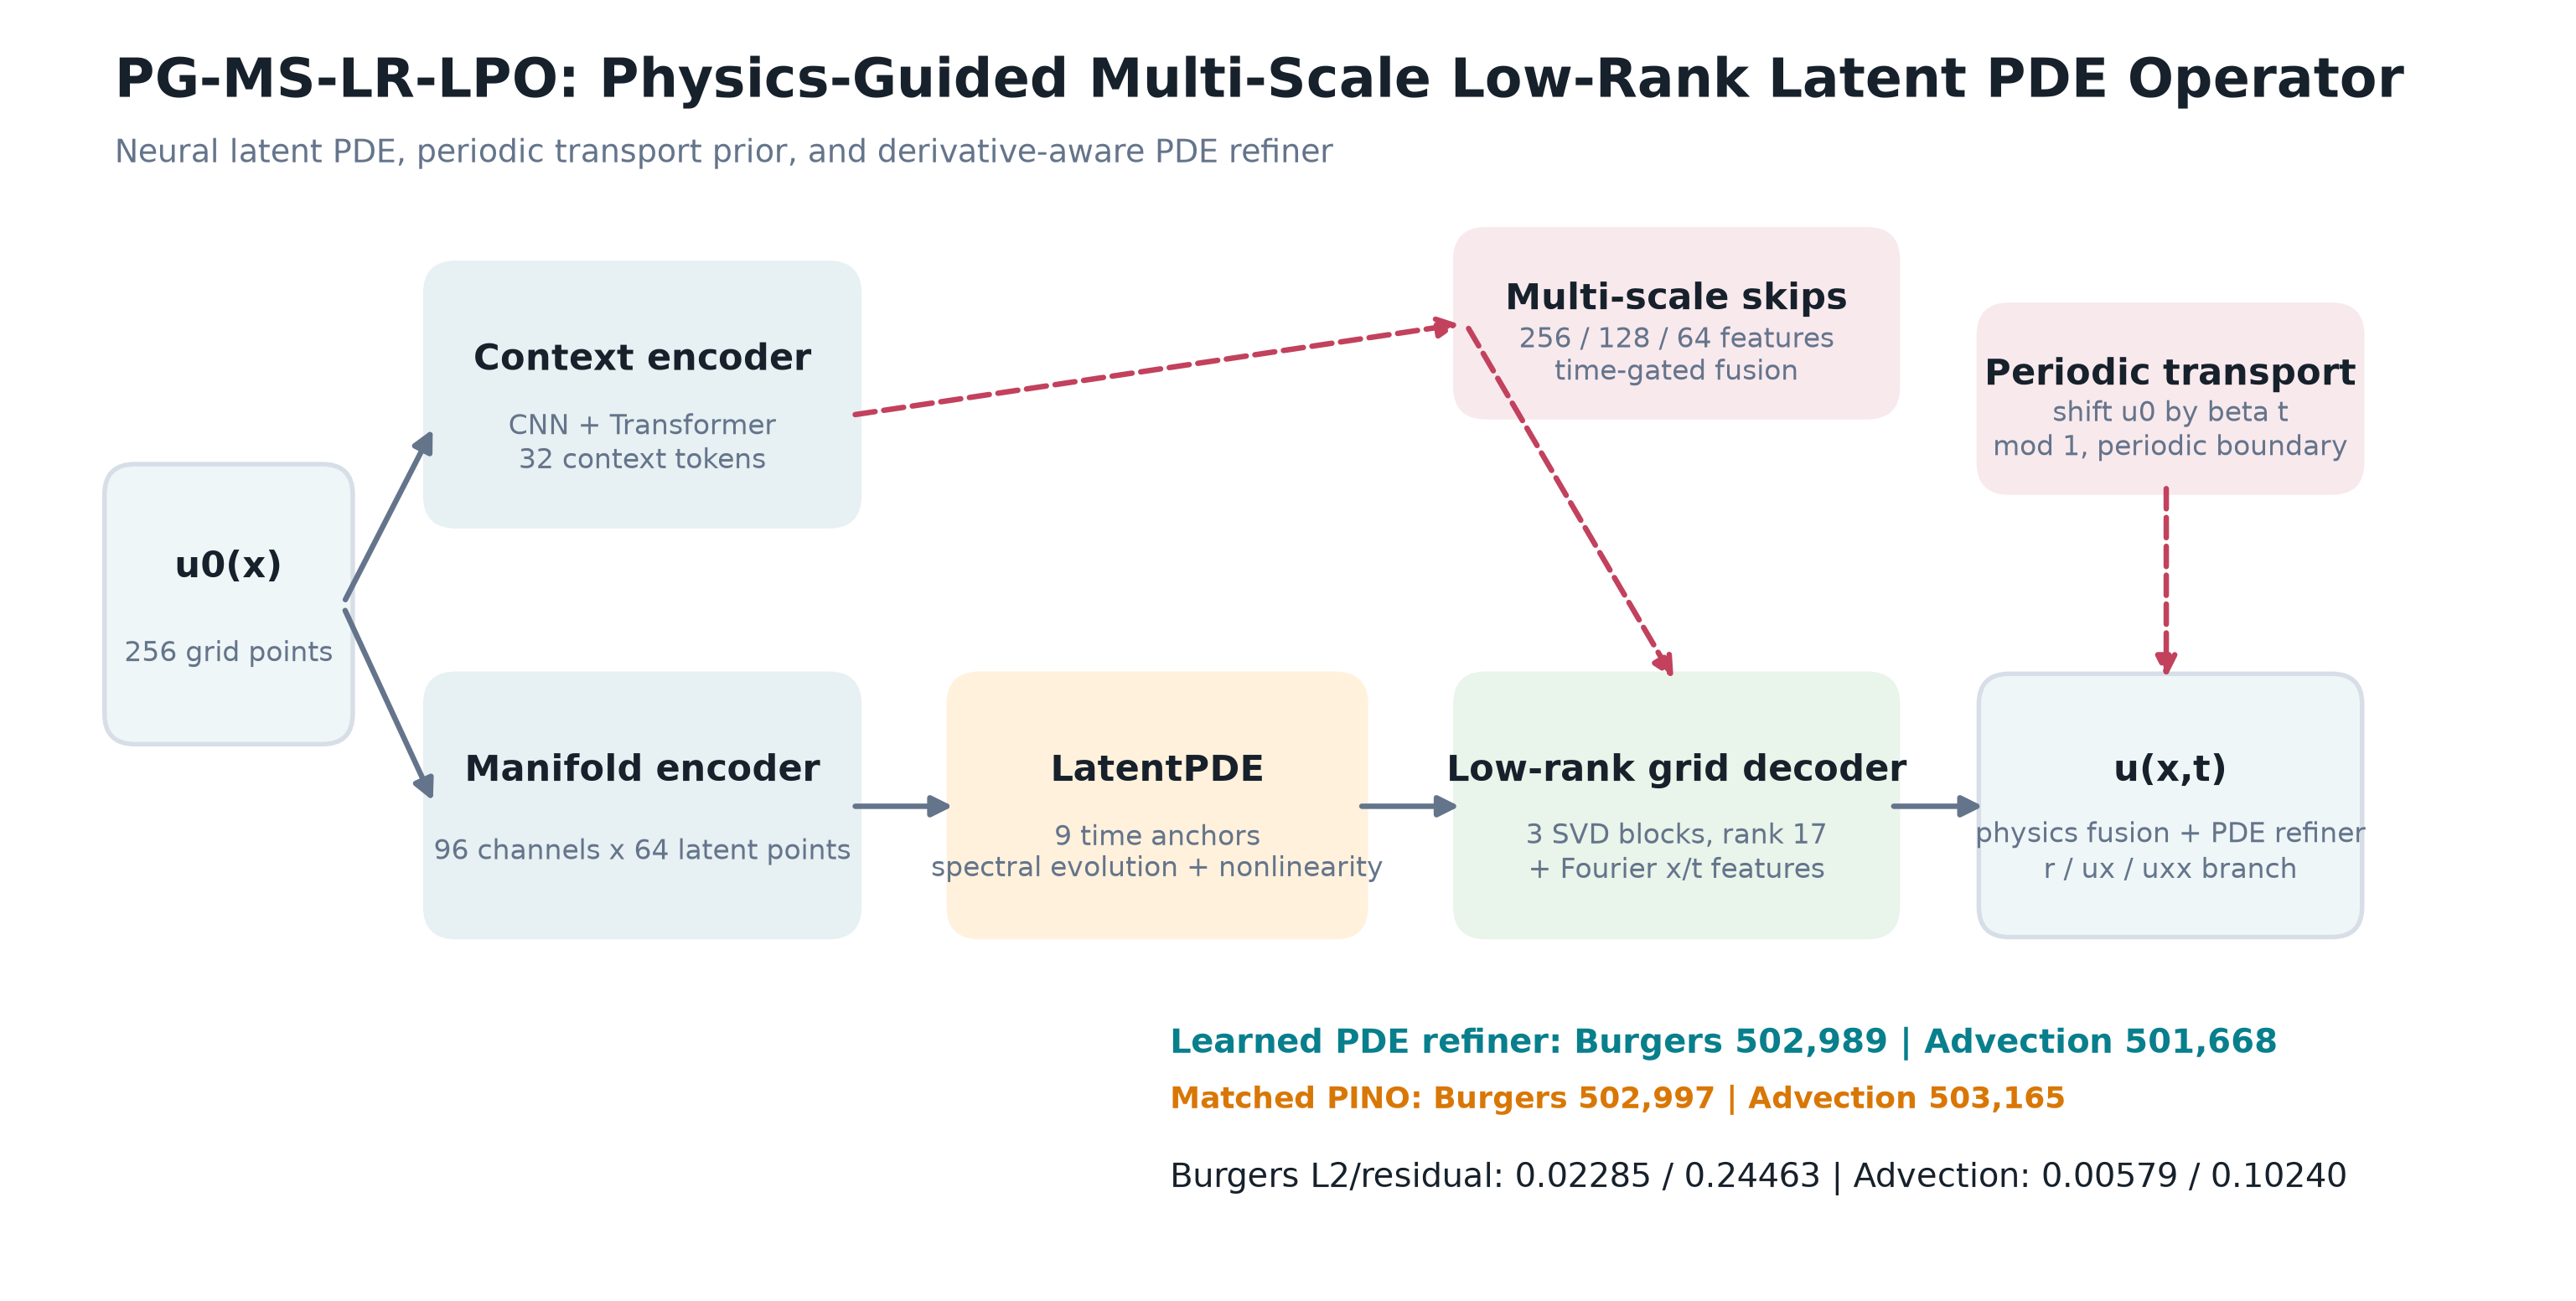 PG-MS-LR-LPO: Physics-Guided Multi-Scale Low-Rank Latent PDE Operator
Neural latent PDE, periodic transport prior, and derivative-aware PDE refiner
u0(x)
256 grid points
Context encoder
CNN + Transformer
32 context tokens
Multi-scale skips
256 / 128 / 64 features
time-gated fusion
Periodic transport
shift u0 by beta t
mod 1, periodic boundary
Manifold encoder
96 channels x 64 latent points
LatentPDE
9 time anchors
spectral evolution + nonlinearity
Low-rank grid decoder
3 SVD blocks, rank 17
+ Fourier x/t features
u(x,t)
physics fusion + PDE refiner
r / ux / uxx branch
Learned PDE refiner: Burgers 502,989 | Advection 501,668
Matched PINO: Burgers 502,997 | Advection 503,165
Burgers L2/residual: 0.02285 / 0.24463 | Advection: 0.00579 / 0.10240